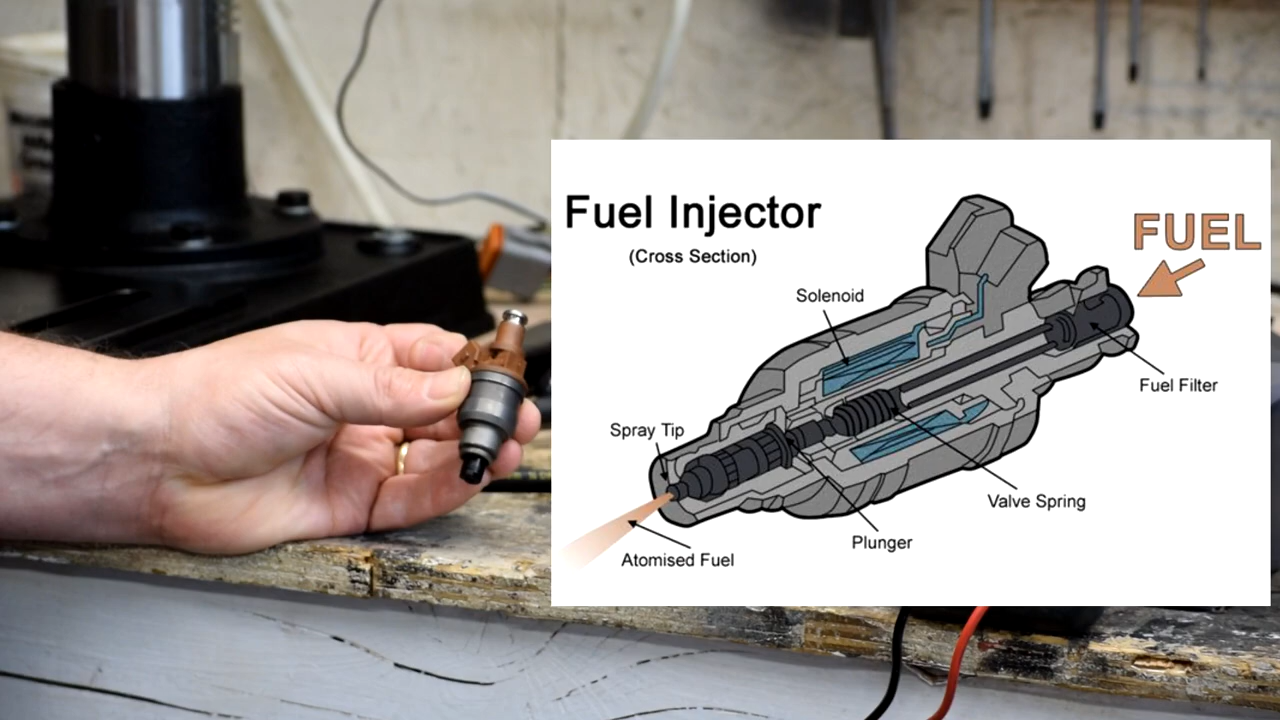 Fuel Injector
(Cross Section)
FUEL
Solenoid
Fuel Filter
Spray Tip
Valve Spring
Plunger
Atomised Fuel